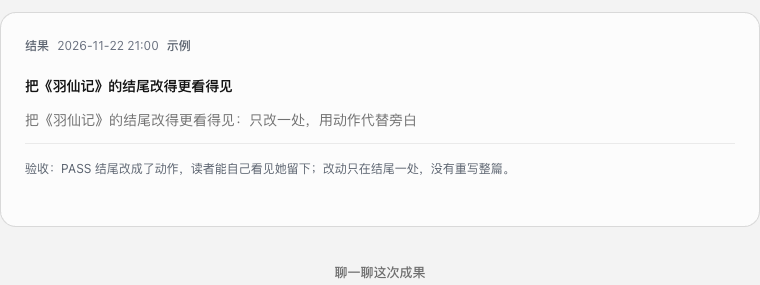 结果 2026-11-22 21:00 示例
把《羽仙记》的结尾改得更看得见
把《羽仙记》的结尾改得更看得见：只改一处，用动作代替旁白
验收：PASS 结尾改成了动作，读者能自己看见她留下；改动只在结尾一处，没有重写整篇。
聊一聊这次成果